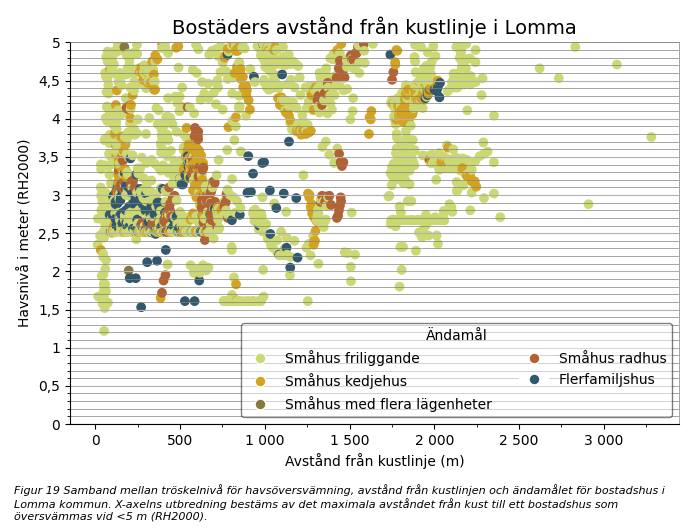 Bostäders avstånd från kustlinje i Lomma
Havsnivå i meter (RH2000)
5
4,5
4
3,5
3
2,5
2
1,5
1
0,5
0
0
500
1 000
1 500
2 000
2 500
3 000
Avstånd från kustlinje (m)
Ändamål
Småhus friliggande
Småhus kedjehus
Småhus med flera lägenheter
Småhus radhus
Flerfamiljshus
Figur 19 Samband mellan tröskelnivå för havsöversvämning, avstånd från kustlinjen och ändamålet för bostadshus i
Lomma kommun. X-axelns utbredning bestäms av det maximala avståndet från kust till ett bostadshus som
översvämmas vid <5 m (RH2000).